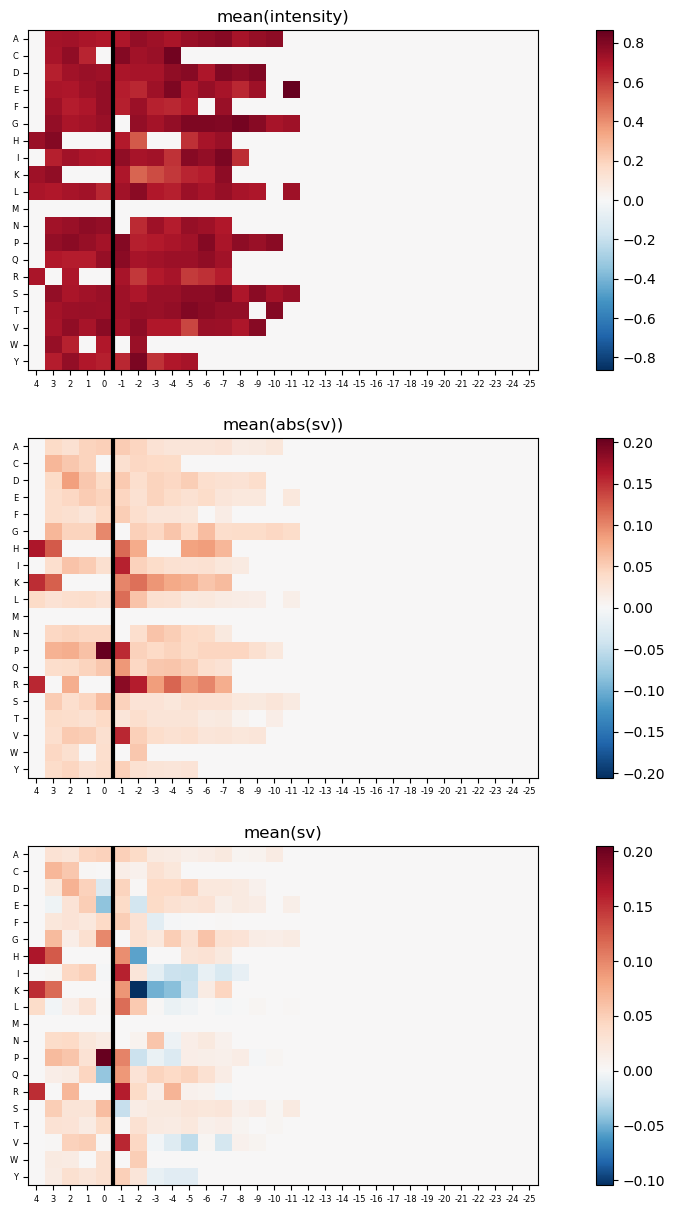 mean(intensity)
A
C
D
E
F
G
H
I
K
L
M
N
P
Q
R
S
T
V
W
Y
4 3 2 1 0 -1 -2 -3 -4 -5 -6 -7 -8 -9 -10 -11 -12 -13 -14 -15 -16 -17 -18 -19 -20 -21 -22 -23 -24 -25
0.8
0.6
0.4
0.2
0.0
−0.2
−0.4
−0.6
−0.8
mean(abs(sv))
A
C
D
E
F
G
H
I
K
L
M
N
P
Q
R
S
T
V
W
Y
4 3 2 1 0 -1 -2 -3 -4 -5 -6 -7 -8 -9 -10 -11 -12 -13 -14 -15 -16 -17 -18 -19 -20 -21 -22 -23 -24 -25
0.20
0.15
0.10
0.05
0.00
−0.05
−0.10
−0.15
−0.20
mean(sv)
A
C
D
E
F
G
H
I
K
L
M
N
P
Q
R
S
T
V
W
Y
4 3 2 1 0 -1 -2 -3 -4 -5 -6 -7 -8 -9 -10 -11 -12 -13 -14 -15 -16 -17 -18 -19 -20 -21 -22 -23 -24 -25
0.20
0.15
0.10
0.05
0.00
−0.05
−0.10